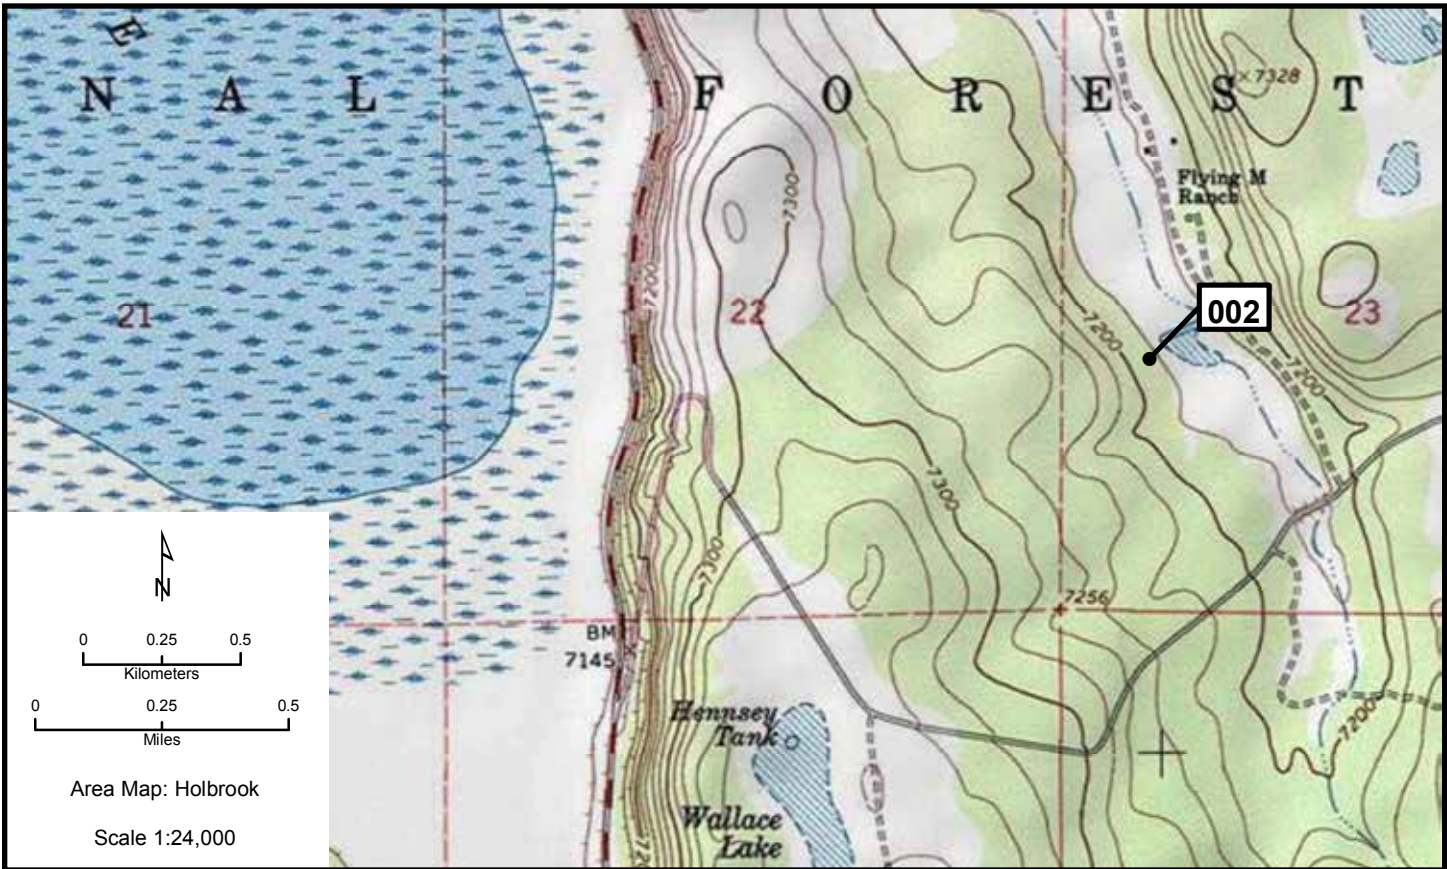 E
N A L F O R E S T
×7328
Flying M
Ranch
7300
7200
21
22
002
23
7200
7200
7300
7300
7256
BM
7145
Hennsey
Tank
7200
Wallace
Lake
N
0 0.25 0.5
Kilometers
0 0.25 0.5
Miles
Area Map: Holbrook
Scale 1:24,000